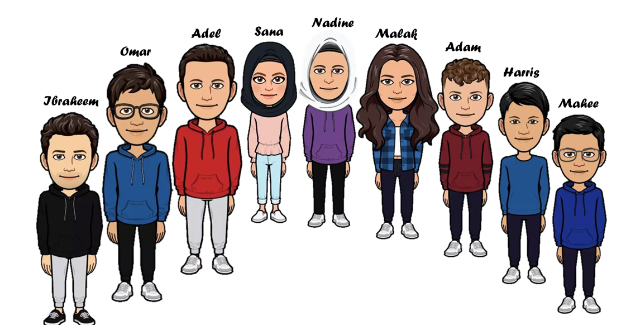 Ibraheem
Omar
Adel
Sana
Nadine
Malak
Adam
Harris
Mahee